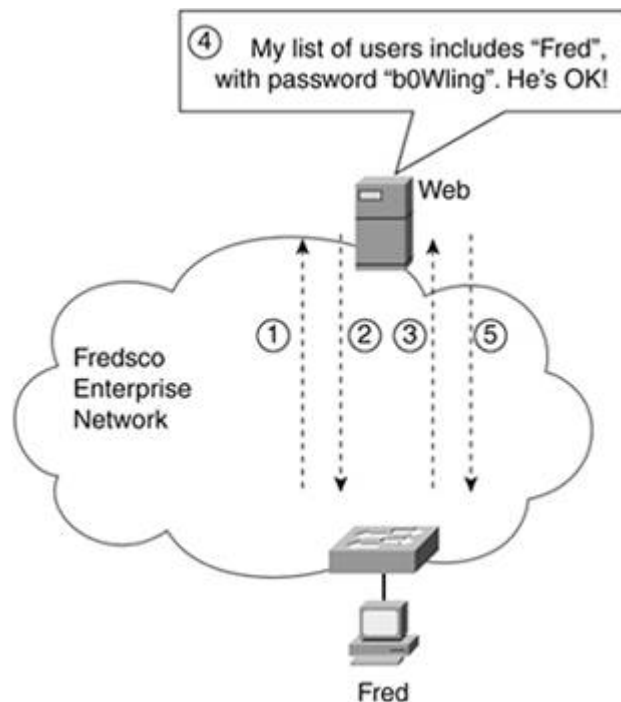 ④ My list of users includes “Fred”,
with password “b0Wling”. He’s OK!
Web
① ② ③ ⑤
Fredsco
Enterprise
Network
Fred